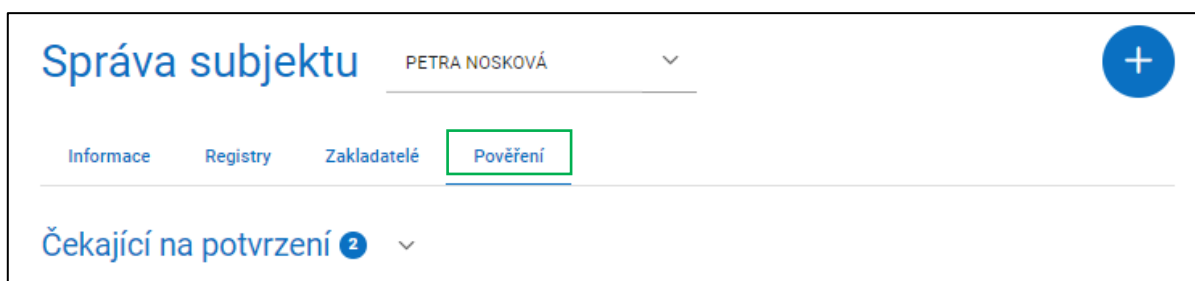 Správa subjektu PETRA NOSKOVÁ
Informace Registry Zakladatelé Pověření
Čekající na potvrzení 2